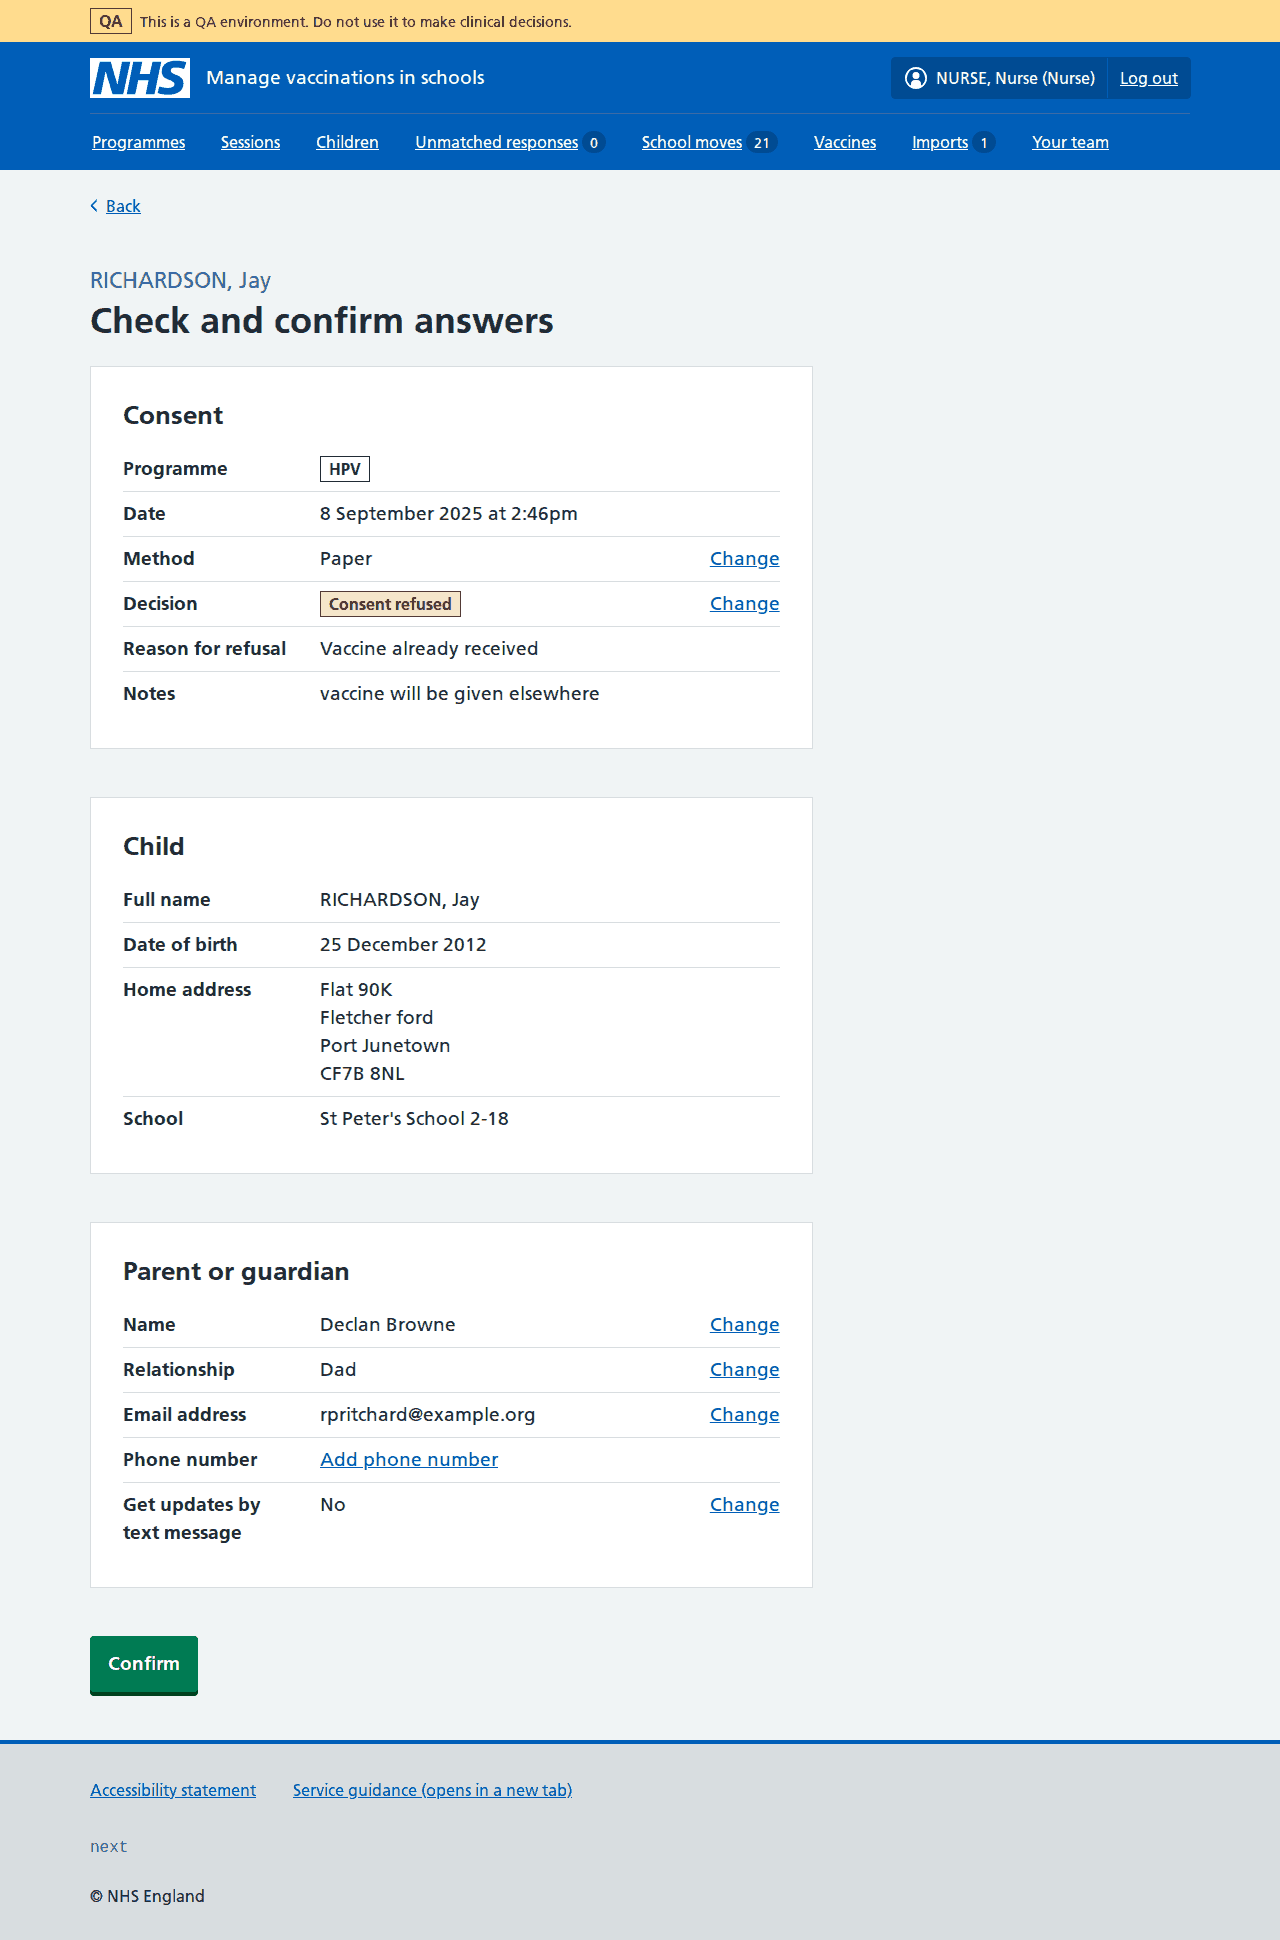 QA This is a QA environment. Do not use it to make clinical decisions.
NHS Manage vaccinations in schools NURSE, Nurse (Nurse) Log out
Programmes Sessions Children Unmatched responses 0 School moves 21 Vaccines Imports 1 Your team
Back
RICHARDSON, Jay
Check and confirm answers
Consent
Programme HPV
Date 8 September 2025 at 2:46pm
Method Paper Change
Decision Consent refused Change
Reason for refusal Vaccine already received
Notes vaccine will be given elsewhere
Child
Full name RICHARDSON, Jay
Date of birth 25 December 2012
Home address Flat 90K
Fletcher ford
Port Junetown
CF7B 8NL
School St Peter's School 2-18
Parent or guardian
Name Declan Browne Change
Relationship Dad Change
Email address rpritchard@example.org Change
Phone number Add phone number
Get updates by No Change
text message
Confirm
Accessibility statement Service guidance (opens in a new tab)
next
© NHS England